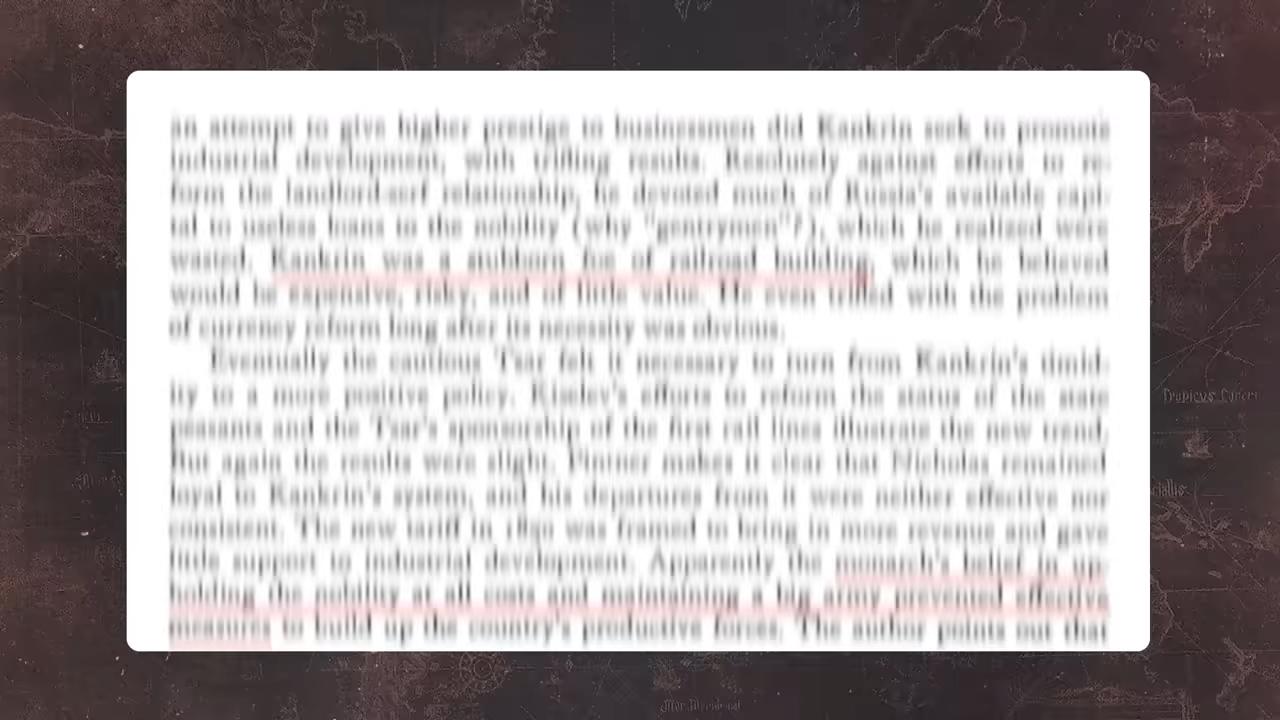 an attempt to give higher prestige to businessmen did Kankrin seek to promote
industrial development, with trifling results. Resolutely against efforts to re-
form the landlord-serf relationship, he devoted much of Russia's available capi-
tal to useless loans to the nobility (why "gentrymen"?), which he realized were
wasted. Kankrin was a stubborn foe of railroad building, which he believed
would be expensive, risky, and of little value. He even trifled with the problem
of currency reform long after its necessity was obvious.
Eventually the cautious Tsar felt it necessary to turn from Kankrin's timid-
ity to a more positive policy. Kiselev's efforts to reform the status of the state
peasants and the Tsar's sponsorship of the first rail lines illustrate the new trend.
But again the results were slight. Pintner makes it clear that Nicholas remained
loyal to Kankrin's system, and his departures from it were neither effective nor
consistent. The new tariff in 1850 was framed to bring in more revenue and gave
little support to industrial development. Apparently the monarch's belief in up-
holding the nobility at all costs and maintaining a big army prevented effective
measures to build up the country's productive forces. The author points out that
Tropicus Cancri